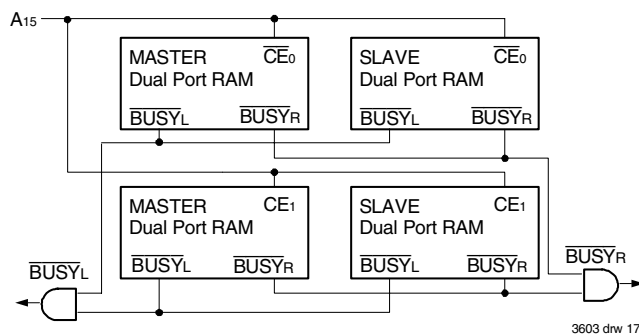 A15
MASTER
Dual Port RAM
CE0
BUSYL
BUSYR
SLAVE
Dual Port RAM
CE0
BUSYL
BUSYR
MASTER
Dual Port RAM
CE1
BUSYL
BUSYR
SLAVE
Dual Port RAM
CE1
BUSYL
BUSYR
BUSYL
BUSYR
3603 drw 17